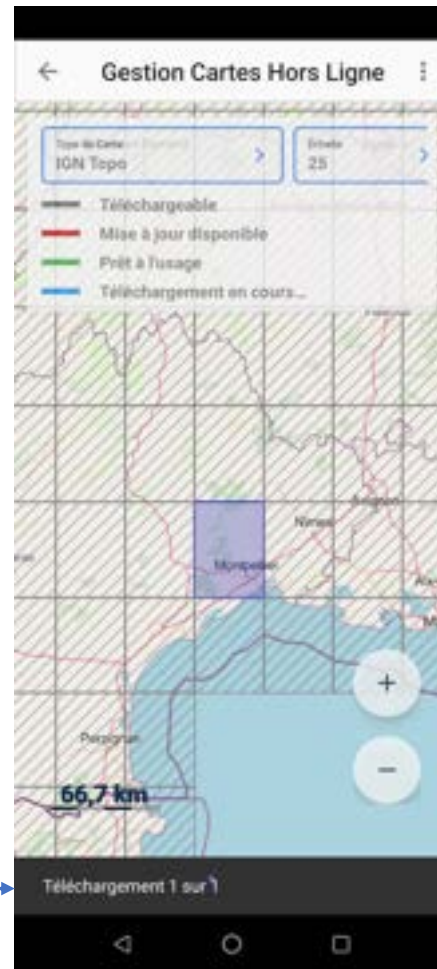 Gestion Cartes Hors Ligne
Type de Carte
IGN Topo
Echelle
25
Téléchargeable
Mise à jour disponible
Prêt à l'usage
Téléchargement en cours...
Avignon
Nîmes
Montpellier
Perpignan
66,7 km
Téléchargement 1 sur 1